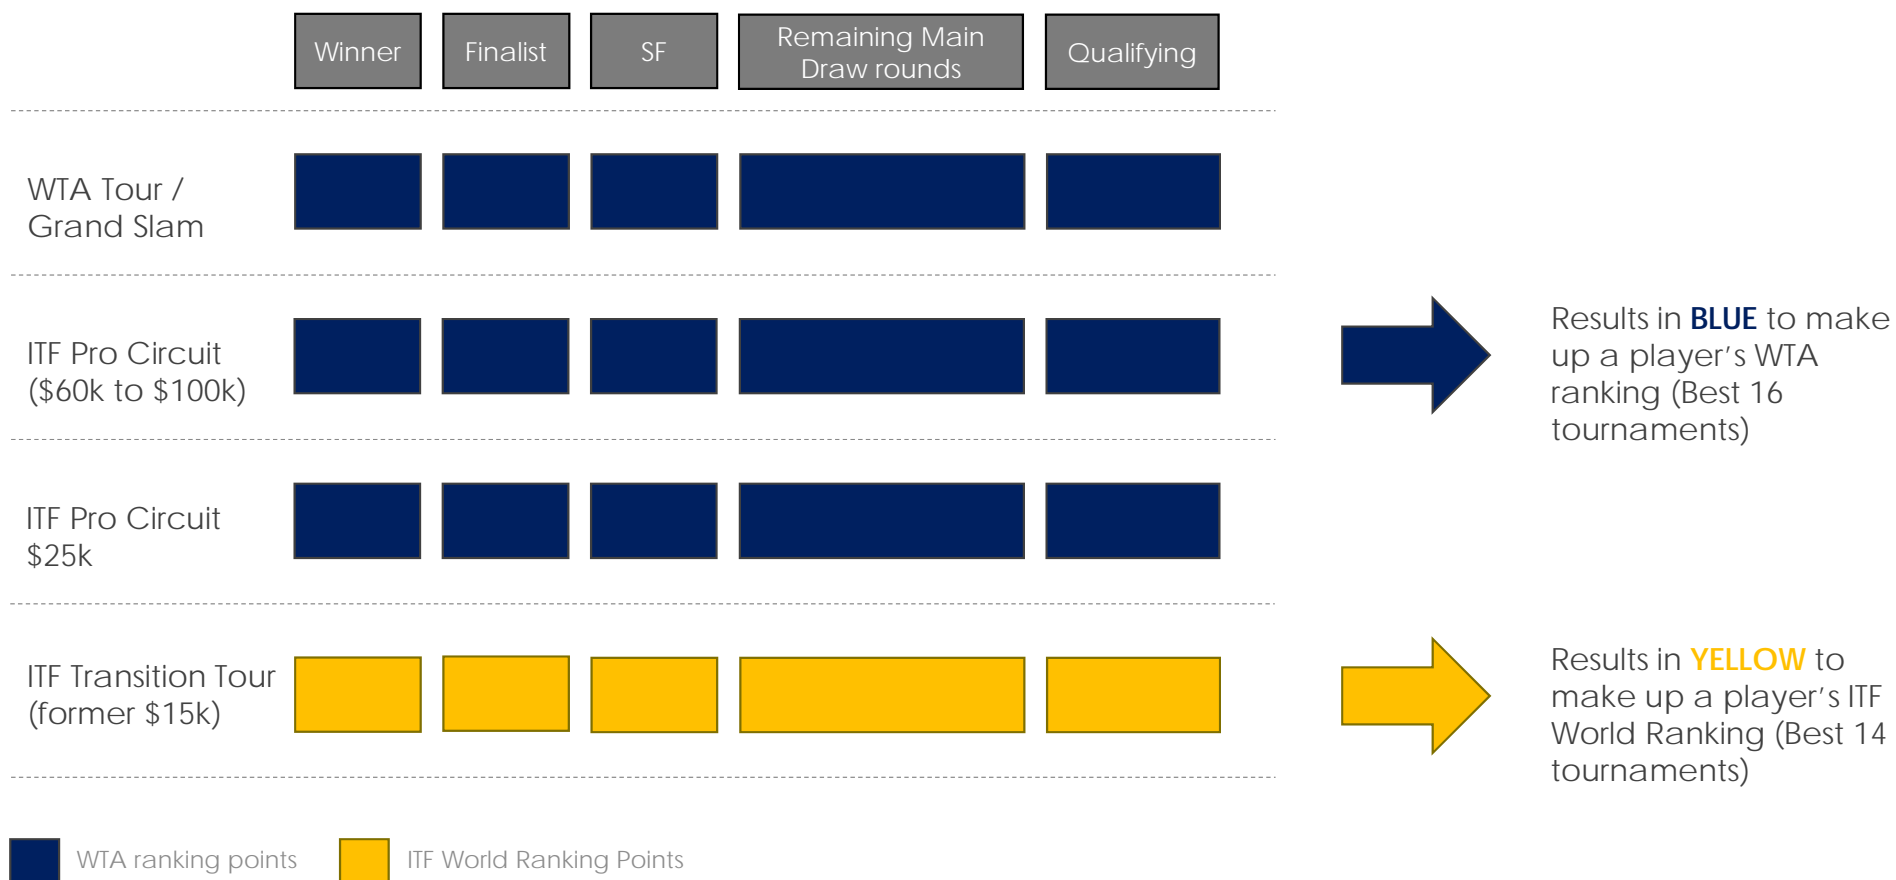 Winner
Finalist
SF
Remaining Main
Draw rounds
Qualifying
WTA Tour /
Grand Slam
ITF Pro Circuit
($60k to $100k)
Results in BLUE to make
up a player’s WTA
ranking (Best 16
tournaments)
ITF Pro Circuit
$25k
ITF Transition Tour
(former $15k)
Results in YELLOW to
make up a player’s ITF
World Ranking (Best 14
tournaments)
WTA ranking points
ITF World Ranking Points